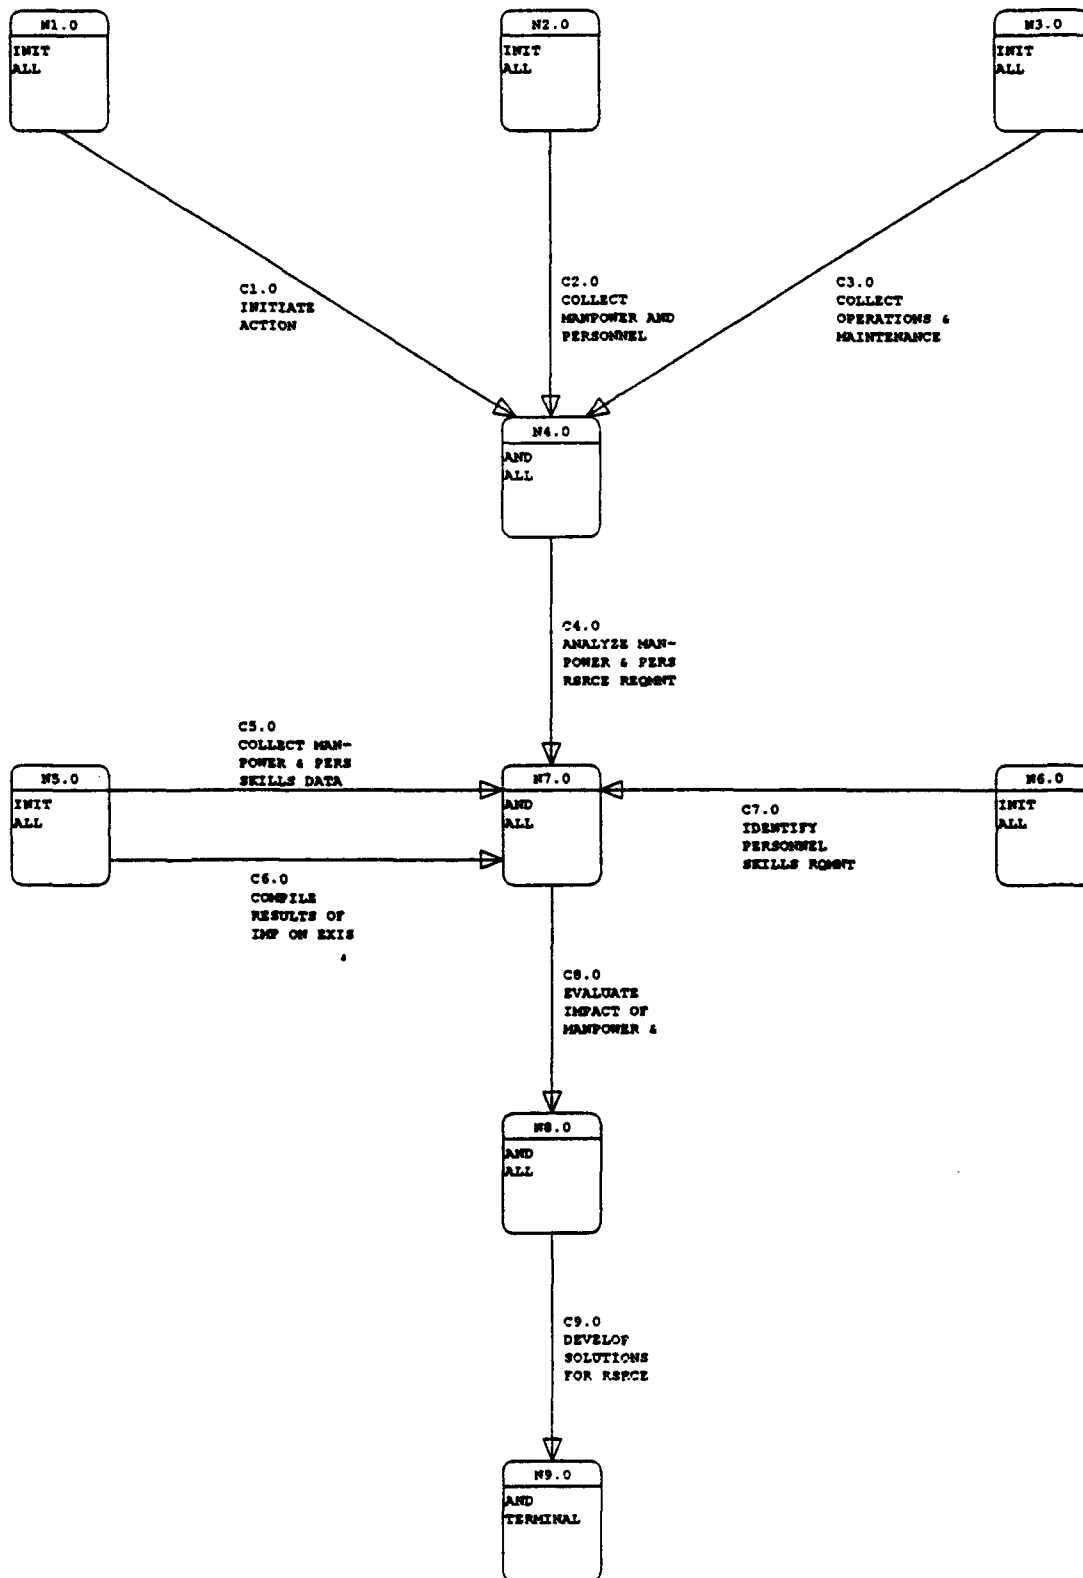 N1.0
INIT
ALL
N2.0
INIT
ALL
N3.0
INIT
ALL
C1.0
INITIATE
ACTION
C2.0
COLLECT
MANPOWER AND
PERSONNEL
C3.0
COLLECT
OPERATIONS &
MAINTENANCE
N4.0
AND
ALL
C4.0
ANALYZE MAN-
POWER & PERS
RSRCE REQMNT
C5.0
COLLECT MAN-
POWER & PERS
SKILLS DATA
N5.0
INIT
ALL
N7.0
AND
ALL
N6.0
INIT
ALL
C7.0
IDENTIFY
PERSONNEL
SKILLS RQMNT
C6.0
COMPILE
RESULTS OF
IMP ON EXIS
C8.0
EVALUATE
IMPACT OF
MANPOWER &
N8.0
AND
ALL
C9.0
DEVELOP
SOLUTIONS
FOR RSRCE
N9.0
AND
TERMINAL